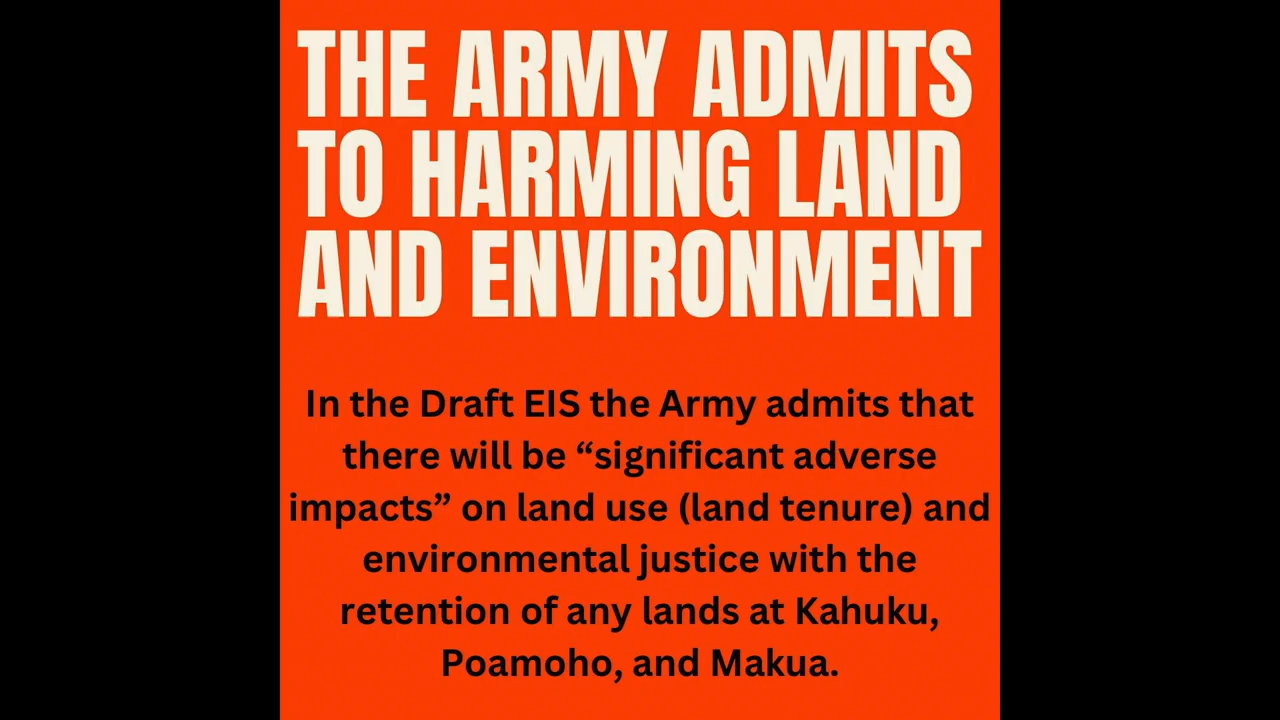 THE ARMY ADMITS
TO HARMING LAND
AND ENVIRONMENT
In the Draft EIS the Army admits that
there will be “significant adverse
impacts” on land use (land tenure) and
environmental justice with the
retention of any lands at Kahuku,
Poamoho, and Makua.